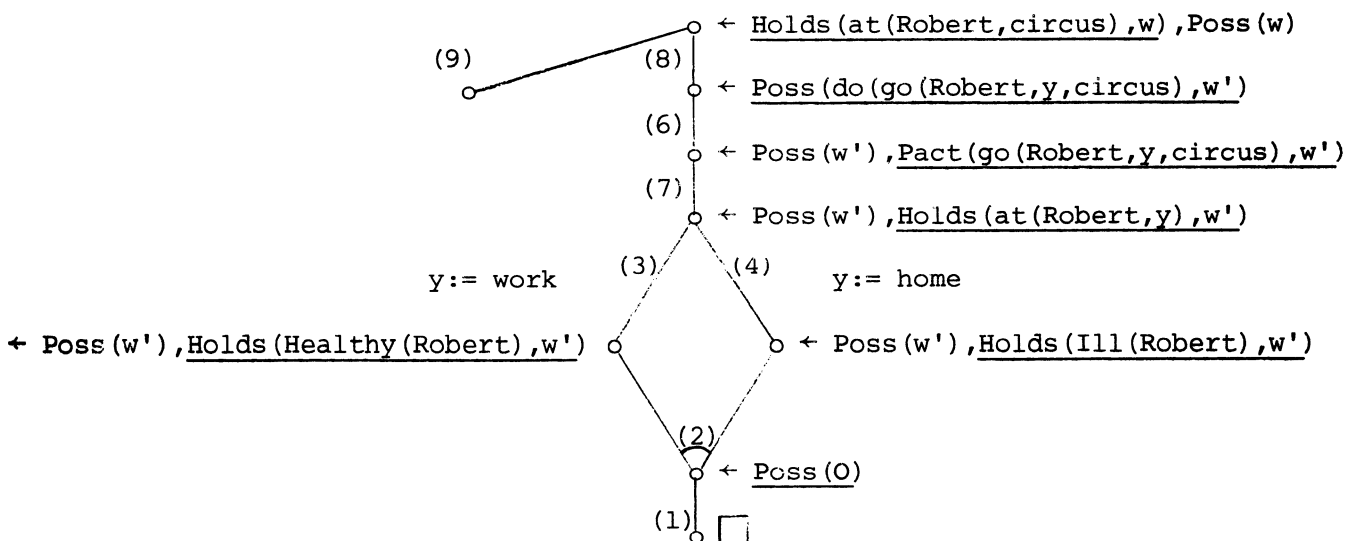 ← Holds(at(Robert,circus),w),Poss(w)
(9) (8)
← Poss(do(go(Robert,y,circus),w')
(6)
← Poss(w'),Pact(go(Robert,y,circus),w')
(7)
← Poss(w'),Holds(at(Robert,y),w')
(3) (4)
y:= work y:= home
← Poss(w'),Holds(Healthy(Robert),w') ← Poss(w'),Holds(Ill(Robert),w')
(2)
← Poss(O)
(1)